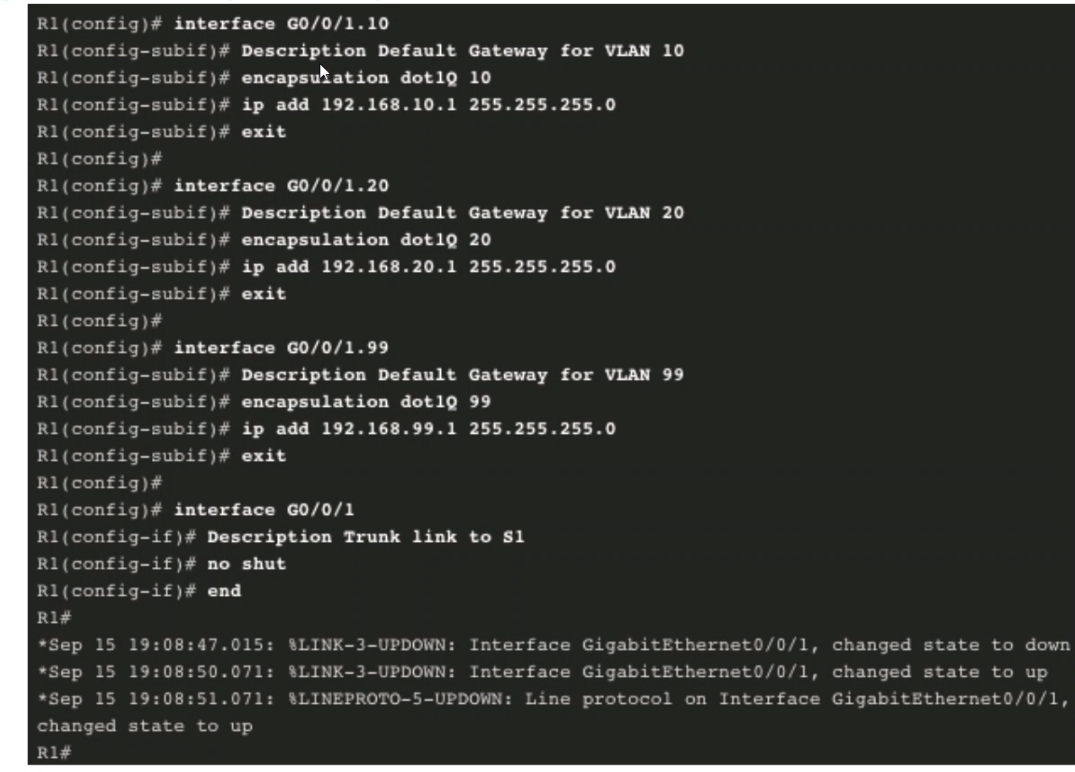 R1(config)# interface G0/0/1.10
R1(config-subif)# Description Default Gateway for VLAN 10
R1(config-subif)# encapsulation dot1Q 10
R1(config-subif)# ip add 192.168.10.1 255.255.255.0
R1(config-subif)# exit
R1(config)#
R1(config)# interface G0/0/1.20
R1(config-subif)# Description Default Gateway for VLAN 20
R1(config-subif)# encapsulation dot1Q 20
R1(config-subif)# ip add 192.168.20.1 255.255.255.0
R1(config-subif)# exit
R1(config)#
R1(config)# interface G0/0/1.99
R1(config-subif)# Description Default Gateway for VLAN 99
R1(config-subif)# encapsulation dot1Q 99
R1(config-subif)# ip add 192.168.99.1 255.255.255.0
R1(config-subif)# exit
R1(config)#
R1(config)# interface G0/0/1
R1(config-if)# Description Trunk link to S1
R1(config-if)# no shut
R1(config-if)# end
R1#
*Sep 15 19:08:47.015: %LINK-3-UPDOWN: Interface GigabitEthernet0/0/1, changed state to down
*Sep 15 19:08:50.071: %LINK-3-UPDOWN: Interface GigabitEthernet0/0/1, changed state to up
*Sep 15 19:08:51.071: %LINEPROTO-5-UPDOWN: Line protocol on Interface GigabitEthernet0/0/1,
changed state to up
R1#